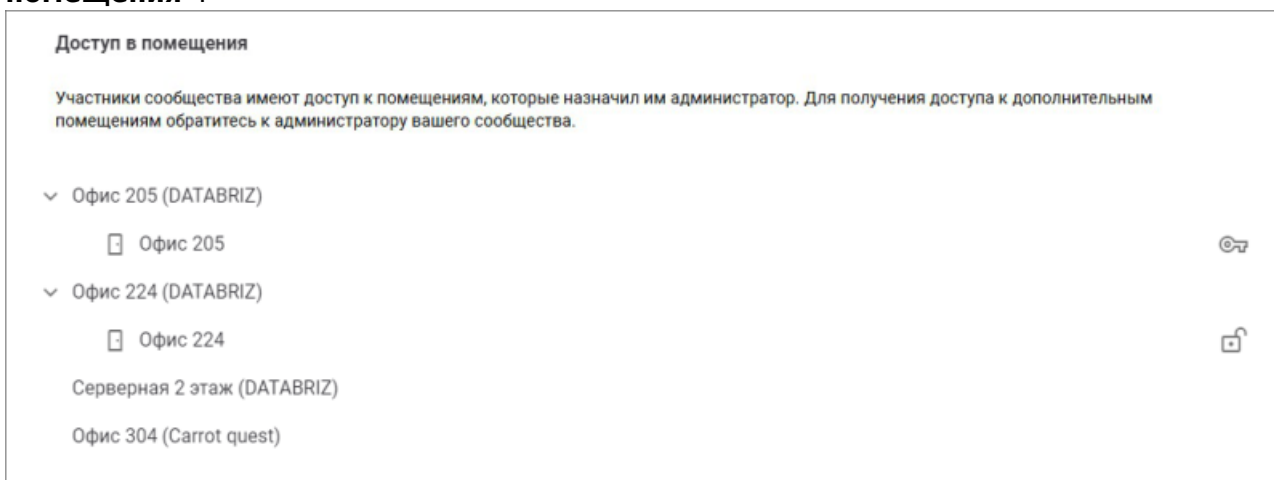 Доступ в помещения
Участники сообщества имеют доступ к помещениям, которые назначил им администратор. Для получения доступа к дополнительным
помещениям обратитесь к администратору вашего сообщества.
Офис 205 (DATABRIZ)
Офис 205
Офис 224 (DATABRIZ)
Офис 224
Серверная 2 этаж (DATABRIZ)
Офис 304 (Carrot quest)